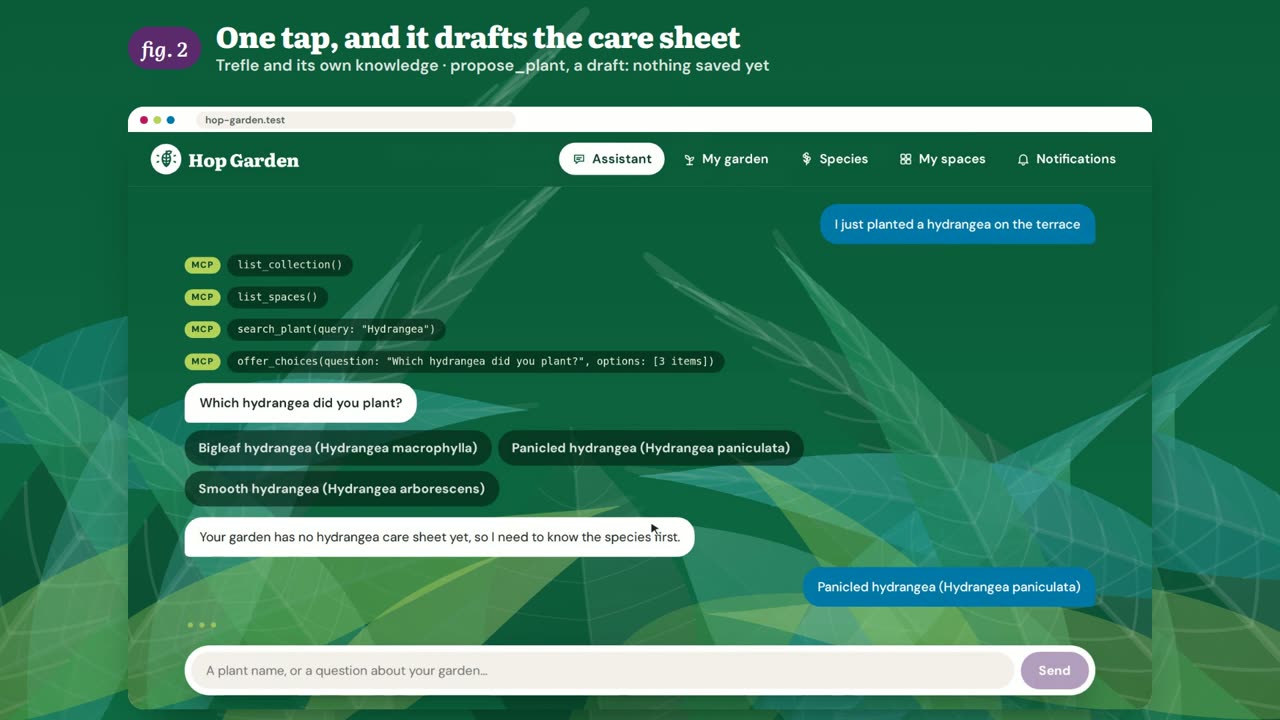 fig. 2
One tap, and it drafts the care sheet
Trefle and its own knowledge · propose_plant, a draft: nothing saved yet
hop-garden.test
Hop Garden
Assistant
My garden
Species
My spaces
Notifications
I just planted a hydrangea on the terrace
MCP list_collection()
MCP list_spaces()
MCP search_plant(query: "Hydrangea")
MCP offer_choices(question: "Which hydrangea did you plant?", options: [3 items])
Which hydrangea did you plant?
Bigleaf hydrangea (Hydrangea macrophylla)
Panicled hydrangea (Hydrangea paniculata)
Smooth hydrangea (Hydrangea arborescens)
Your garden has no hydrangea care sheet yet, so I need to know the species first.
Panicled hydrangea (Hydrangea paniculata)
A plant name, or a question about your garden...
Send